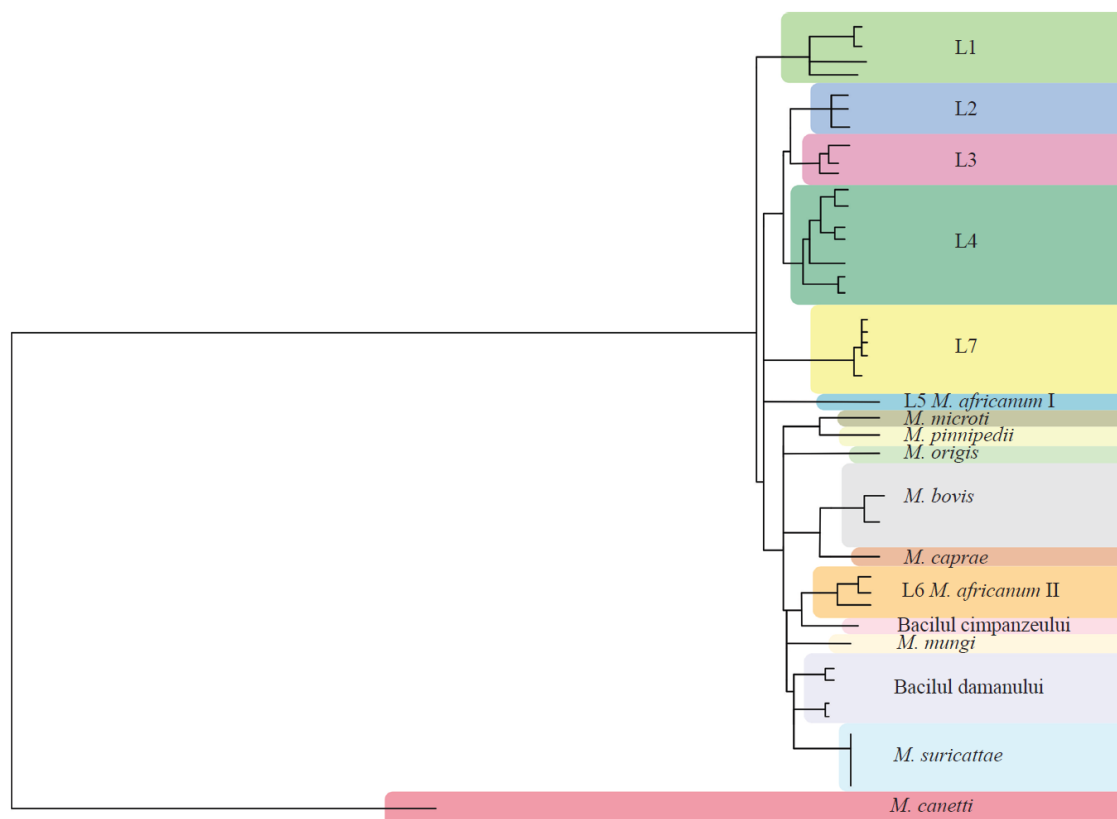 L1
L2
L3
L4
L7
L5 M. africanum I
M. microti
M. pinnipedii
M. origis
M. bovis
M. caprae
L6 M. africanum II
Bacilul cimpanzeului
M. mungi
Bacilul damanului
M. suricattae
M. canetti